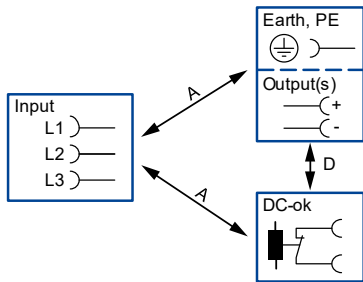 Earth, PE
A
Output(s)
+
-
Input
L1
L2
L3
D
A
DC-ok